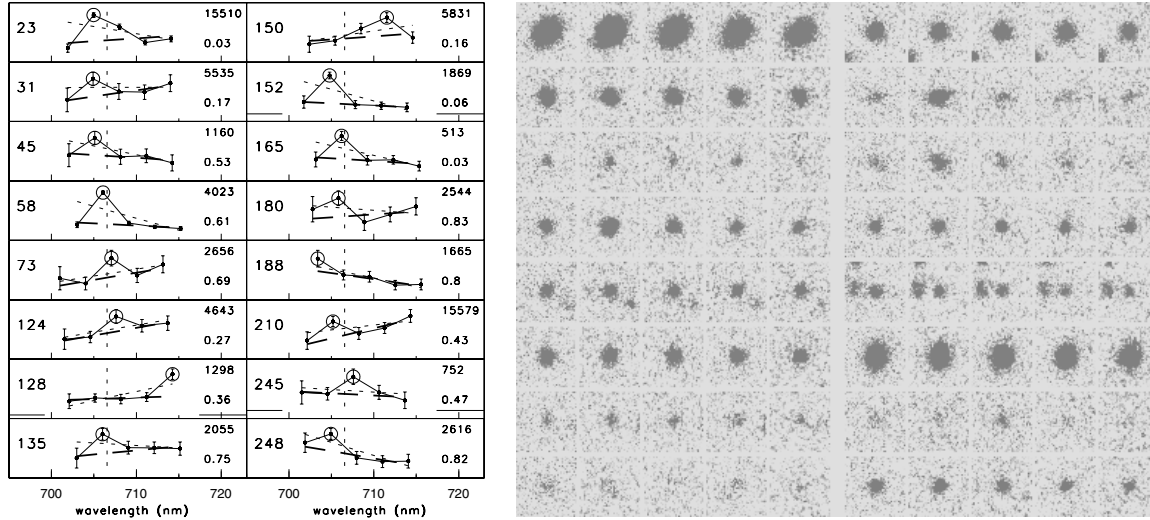 23 15510 0.03
31 5535 0.17
45 1160 0.53
58 4023 0.61
73 2656 0.69
124 4643 0.27
128 1298 0.36
135 2055 0.75
700 710 720
wavelength (nm)
150 5831 0.16
152 1869 0.06
165 513 0.03
180 2544 0.83
188 1665 0.8
210 15579 0.43
245 752 0.47
248 2616 0.82
700 710 720
wavelength (nm)